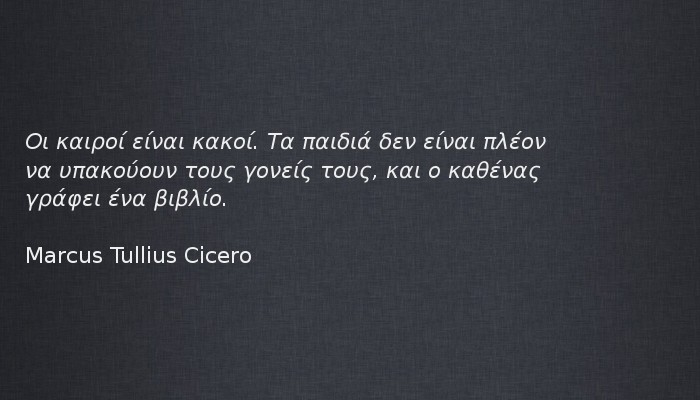 Οι καιροί είναι κακοί. Τα παιδιά δεν είναι πλέον
να υπακούουν τους γονείς τους, και ο καθένας
γράφει ένα βιβλίο.
Marcus Tullius Cicero